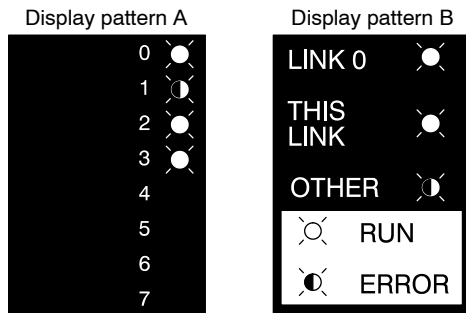 Display pattern A
0
1
2
3
4
5
6
7
Display pattern B
LINK 0
THIS
LINK
OTHER
RUN
ERROR